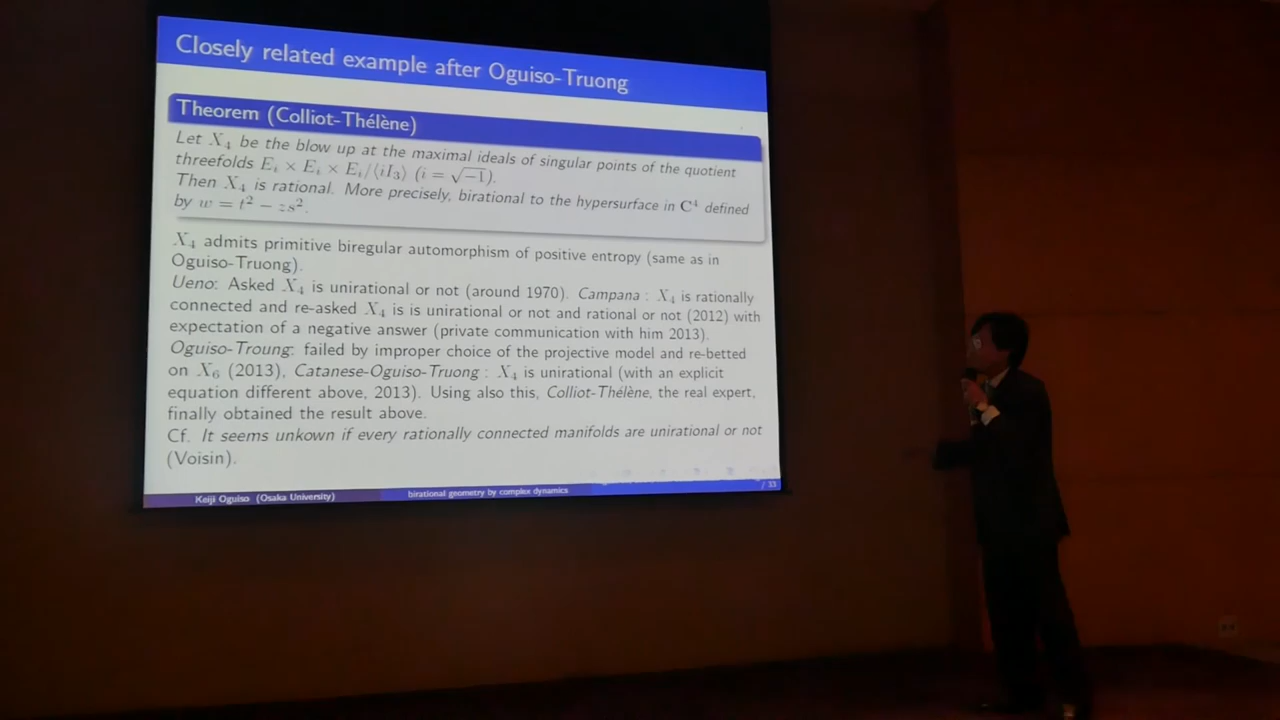 Closely related example after Oguiso-Truong
Theorem (Colliot-Thélène)
Let X₄ be the blow up at the maximal ideals of singular points of the quotient
threefolds Eᵢ × Eᵢ × Eᵢ/⟨iI₃⟩ (i = √−1).
Then X₄ is rational. More precisely, birational to the hypersurface in C⁴ defined
by w = t² − zs².
X₄ admits primitive biregular automorphism of positive entropy (same as in
Oguiso-Truong).
Ueno: Asked X₄ is unirational or not (around 1970). Campana : X₄ is rationally
connected and re-asked X₄ is is unirational or not and rational or not (2012) with
expectation of a negative answer (private communication with him 2013).
Oguiso-Troung: failed by improper choice of the projective model and re-betted
on X₆ (2013), Catanese-Oguiso-Truong : X₄ is unirational (with an explicit
equation different above, 2013). Using also this, Colliot-Thélène, the real expert,
finally obtained the result above.
Cf. It seems unkown if every rationally connected manifolds are unirational or not
(Voisin).
Keiji Oguiso (Osaka University) birational geometry by complex dynamics / 33